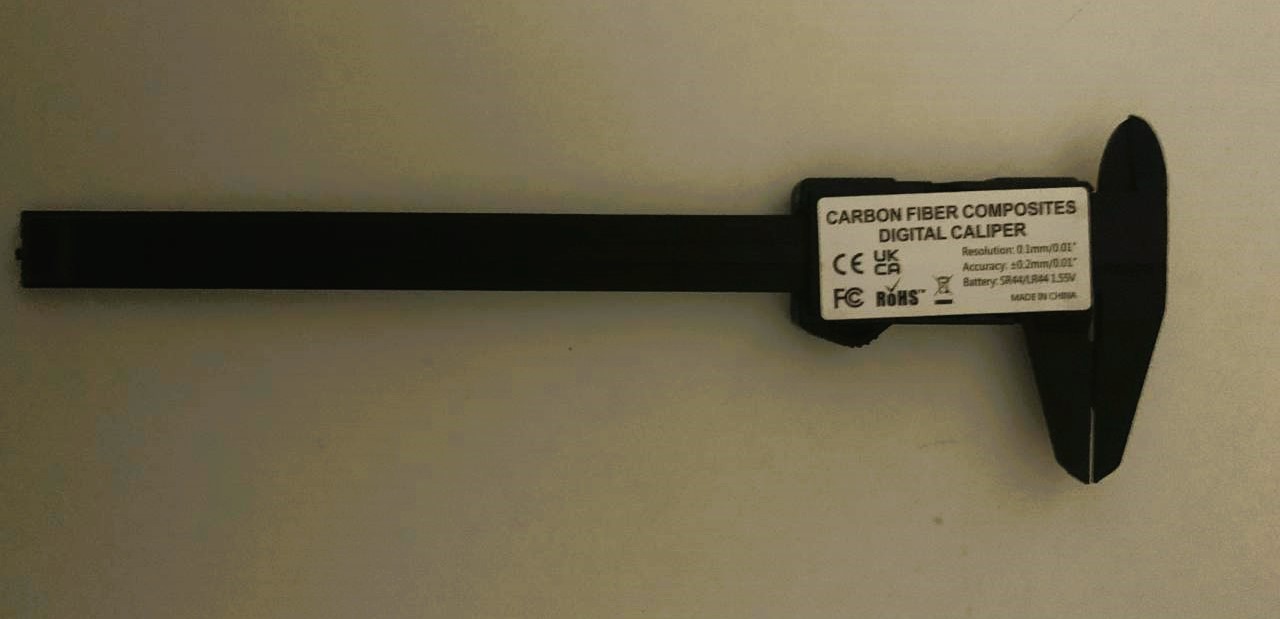 CARBON FIBER COMPOSITES
DIGITAL CALIPER
CE UK CA
Resolution: 0.1mm/0.01"
Accuracy: ±0.2mm/0.01"
Battery: SR44/LR44 1.55V
FC RoHS™
MADE IN CHINA